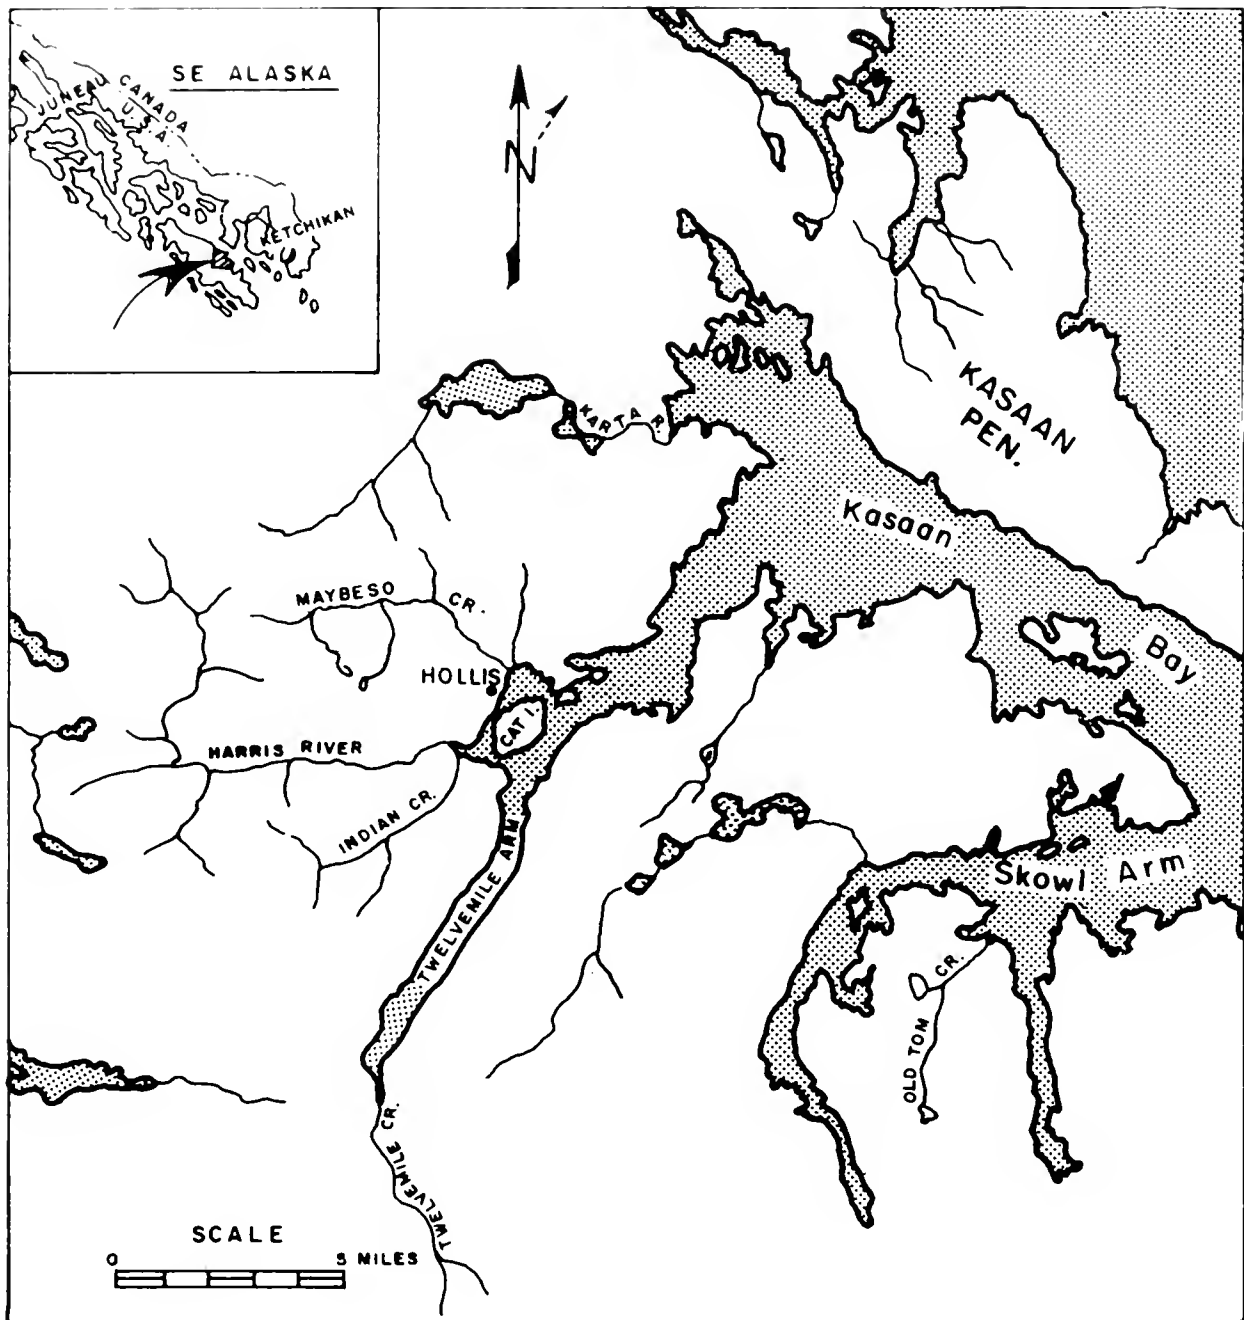 SE ALASKA
JUNEAU
CANADA
U.S.A.
KETCHIKAN
N
KASAAN
PEN.
KARTA R.
Kasaan
Bay
MAYBESO CR.
HOLLIS
CAT I.
HARRIS RIVER
INDIAN CR.
TWELVEMILE ARM
Skowl Arm
OLD TOM CR.
TWELVEMILE CR.
SCALE
0 5 MILES